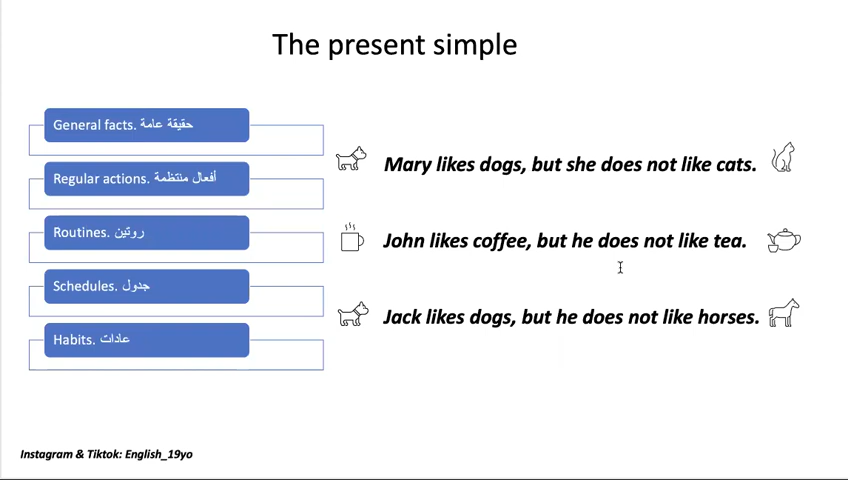 The present simple
General facts. حقيقة عامة
Regular actions. أفعال منتظمة
Routines. روتين
Schedules. جدول
Habits. عادات
Mary likes dogs, but she does not like cats.
John likes coffee, but he does not like tea.
Jack likes dogs, but he does not like horses.
Instagram & Tiktok: English_19yo